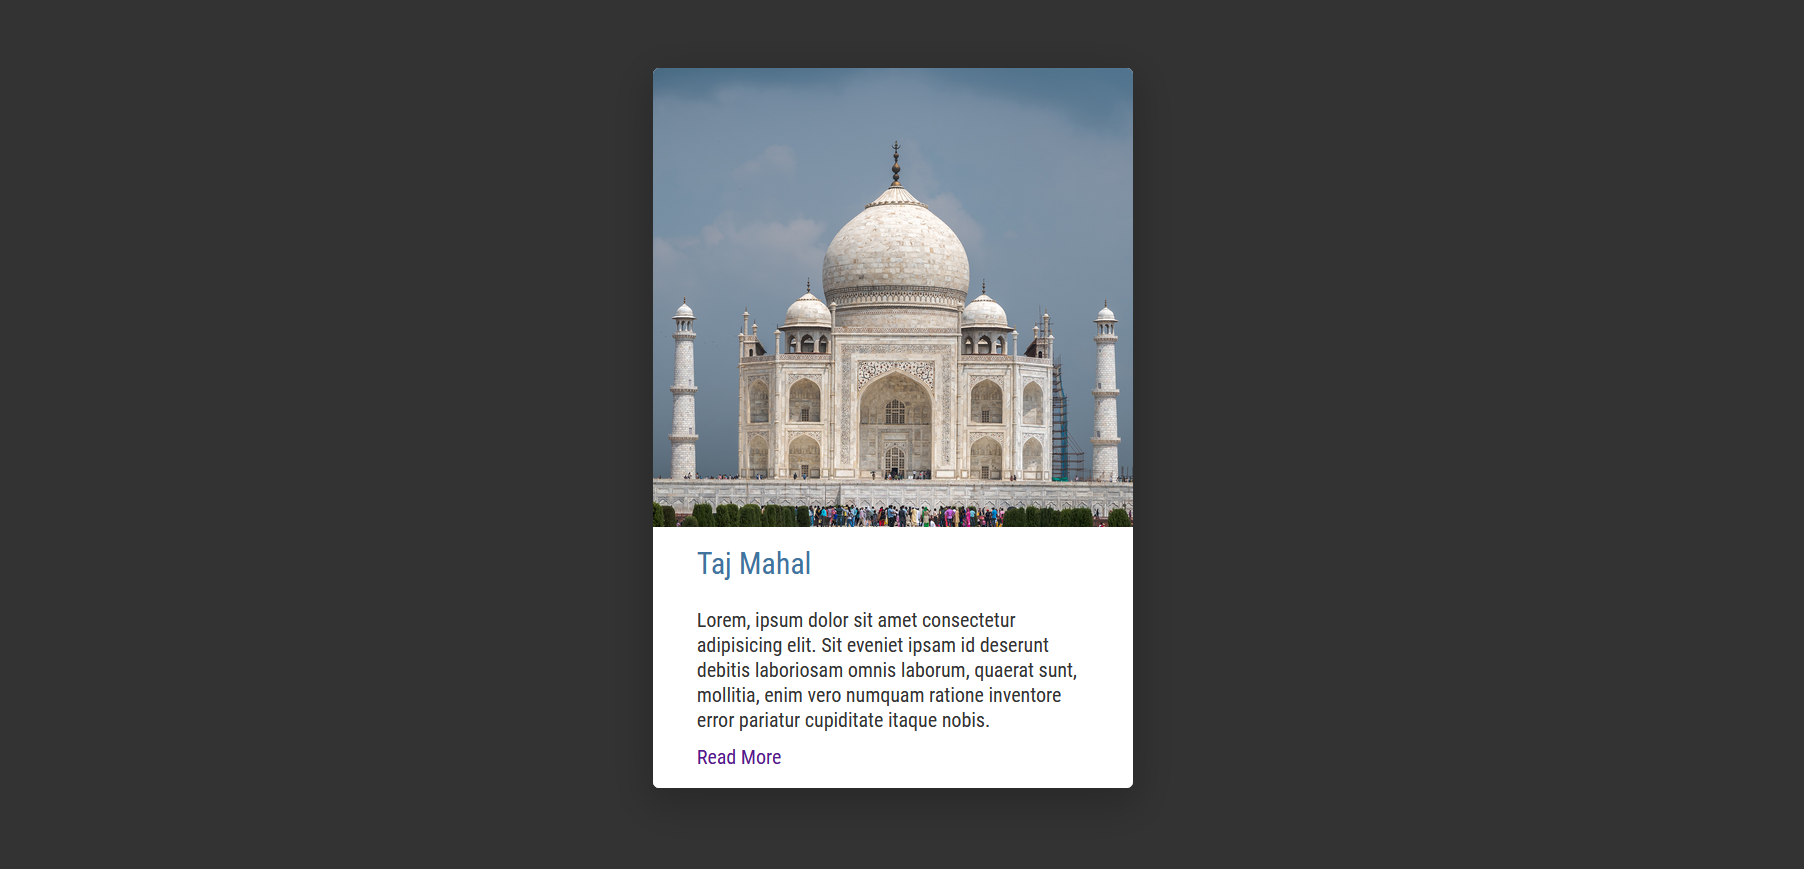 Taj Mahal
Lorem, ipsum dolor sit amet consectetur
adipisicing elit. Sit eveniet ipsam id deserunt
debitis laboriosam omnis laborum, quaerat sunt,
mollitia, enim vero numquam ratione inventore
error pariatur cupiditate itaque nobis.
Read More